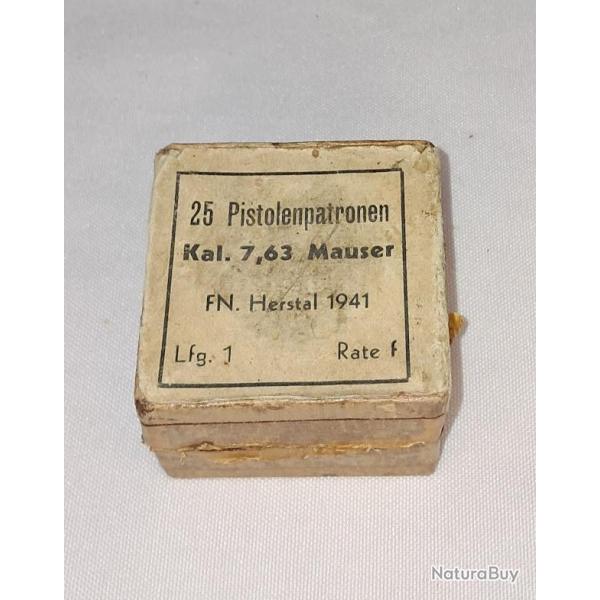 25 Pistolenpatronen
Kal. 7,63 Mauser
FN. Herstal 1941
Lfg. 1 Rate f
NaturaBuy